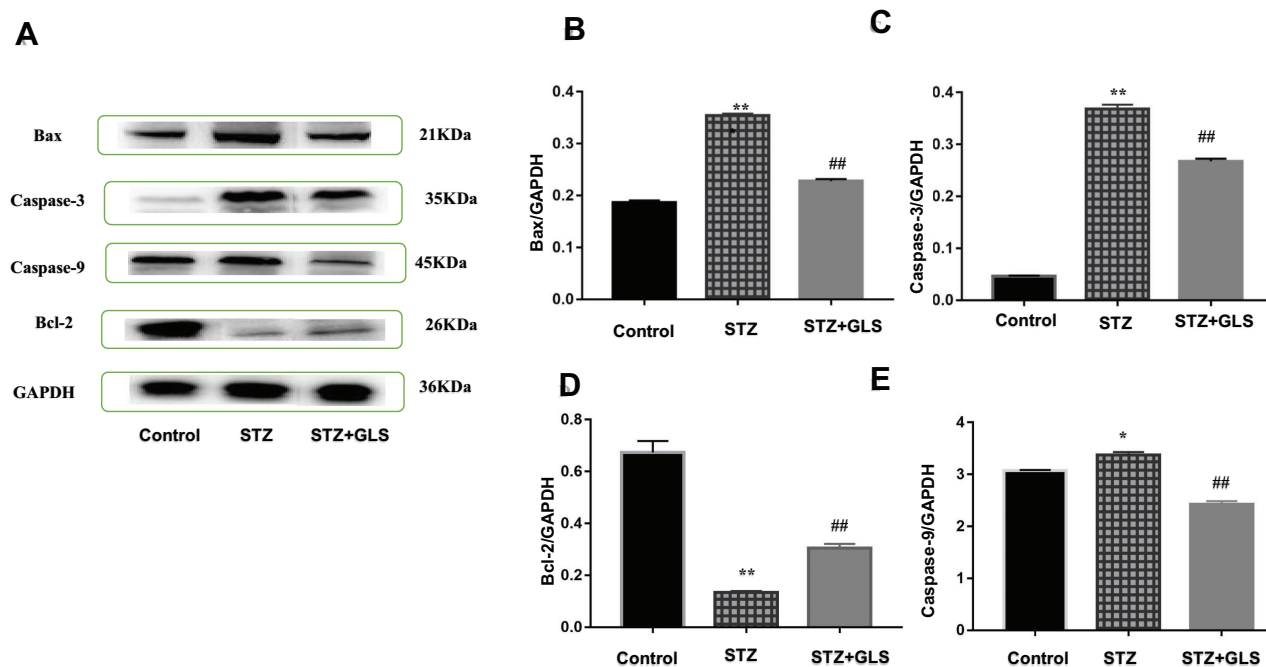 A
Bax 21KDa
Caspase-3 35KDa
Caspase-9 45KDa
Bcl-2 26KDa
GAPDH 36KDa
Control STZ STZ+GLS
B
Bax/GAPDH
0.4
0.3
0.2
0.1
0.0
**
##
Control STZ STZ+GLS
C
Caspase-3/GAPDH
0.4
0.3
0.2
0.1
0.0
**
##
Control STZ STZ+GLS
D
Bcl-2/GAPDH
0.8
0.6
0.4
0.2
0.0
**
##
Control STZ STZ+GLS
E
Caspase-9/GAPDH
4
3
2
1
0
*
##
Control STZ STZ+GLS